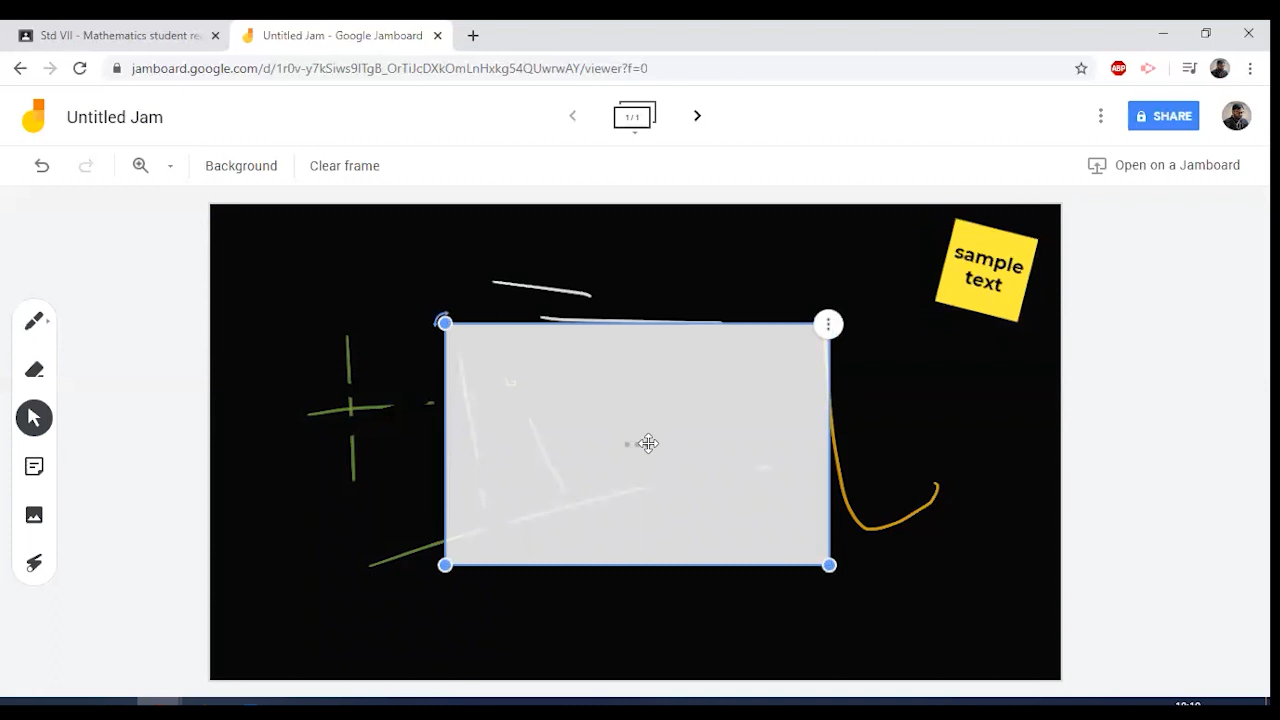 Std VII - Mathematics student re
Untitled Jam - Google Jamboard
jamboard.google.com/d/1r0v-y7kSiws9ITgB_OrTiJcDXkOmLnHxkg54QUwrwAY/viewer?f=0
ABP
Untitled Jam
1/1
SHARE
Background
Clear frame
Open on a Jamboard
sample
text